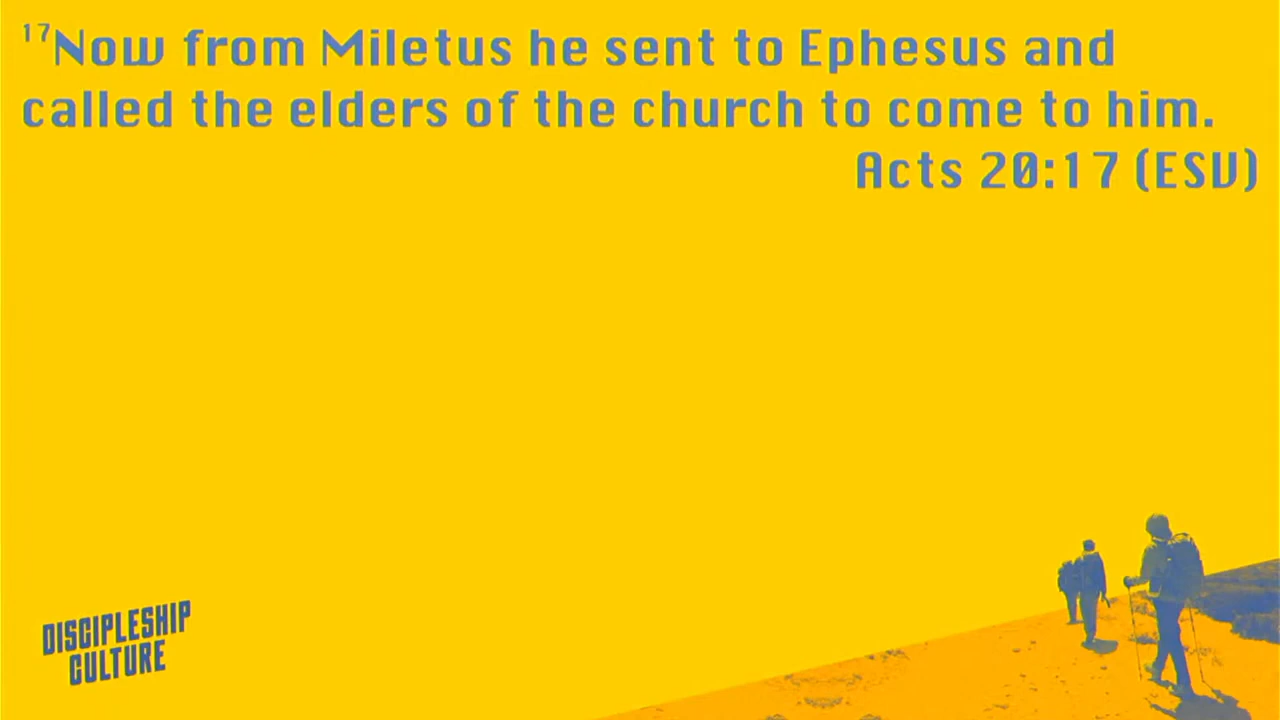 17Now from Miletus he sent to Ephesus and
called the elders of the church to come to him.
Acts 20:17 (ESV)
DISCIPLESHIP
CULTURE